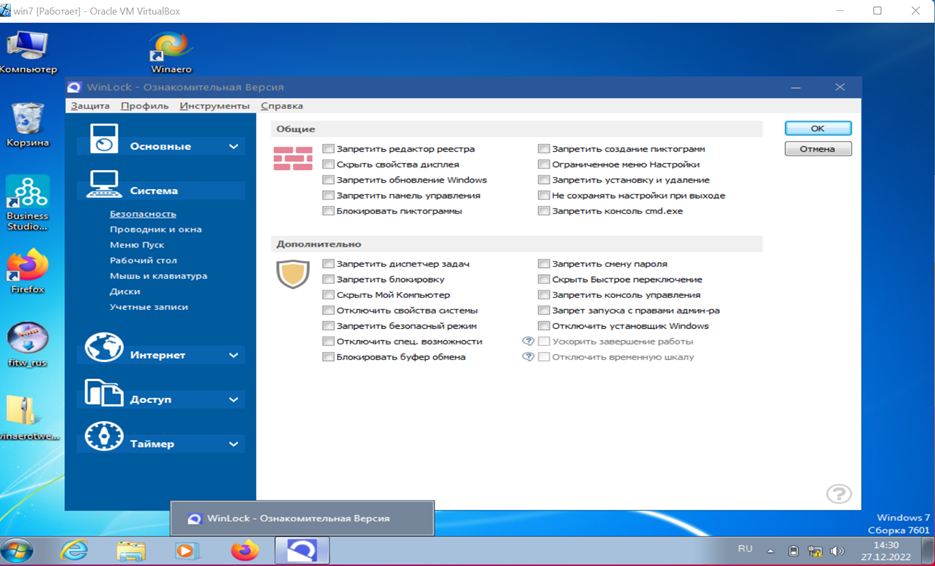 win7 [Работает] - Oracle VM VirtualBox
Компьютер
Winaero
WinLock - Ознакомительная Версия
Защита Профиль Инструменты Справка
Корзина
Business
Studio...
Firefox
fitw_rus
vinaerotwe...
Основные
Система
Безопасность
Проводник и окна
Меню Пуск
Рабочий стол
Мышь и клавиатура
Диски
Учетные записи
Интернет
Доступ
Таймер
Общие
Запретить редактор реестра
Скрыть свойства дисплея
Запретить обновление Windows
Запретить панель управления
Блокировать пиктограммы
Запретить создание пиктограмм
Ограниченное меню Настройки
Запретить установку и удаление
Не сохранять настройки при выходе
Запретить консоль cmd.exe
Дополнительно
Запретить диспетчер задач
Запретить блокировку
Скрыть Мой Компьютер
Отключить свойства системы
Запретить безопасный режим
Отключить спец. возможности
Блокировать буфер обмена
Запретить смену пароля
Скрыть Быстрое переключение
Запретить консоль управления
Запрет запуска с правами админ-ра
Отключить установщик Windows
Ускорить завершение работы
Отключить временную шкалу
OK
Отмена
WinLock - Ознакомительная Версия
Windows 7
Сборка 7601
RU
14:30
27.12.2022